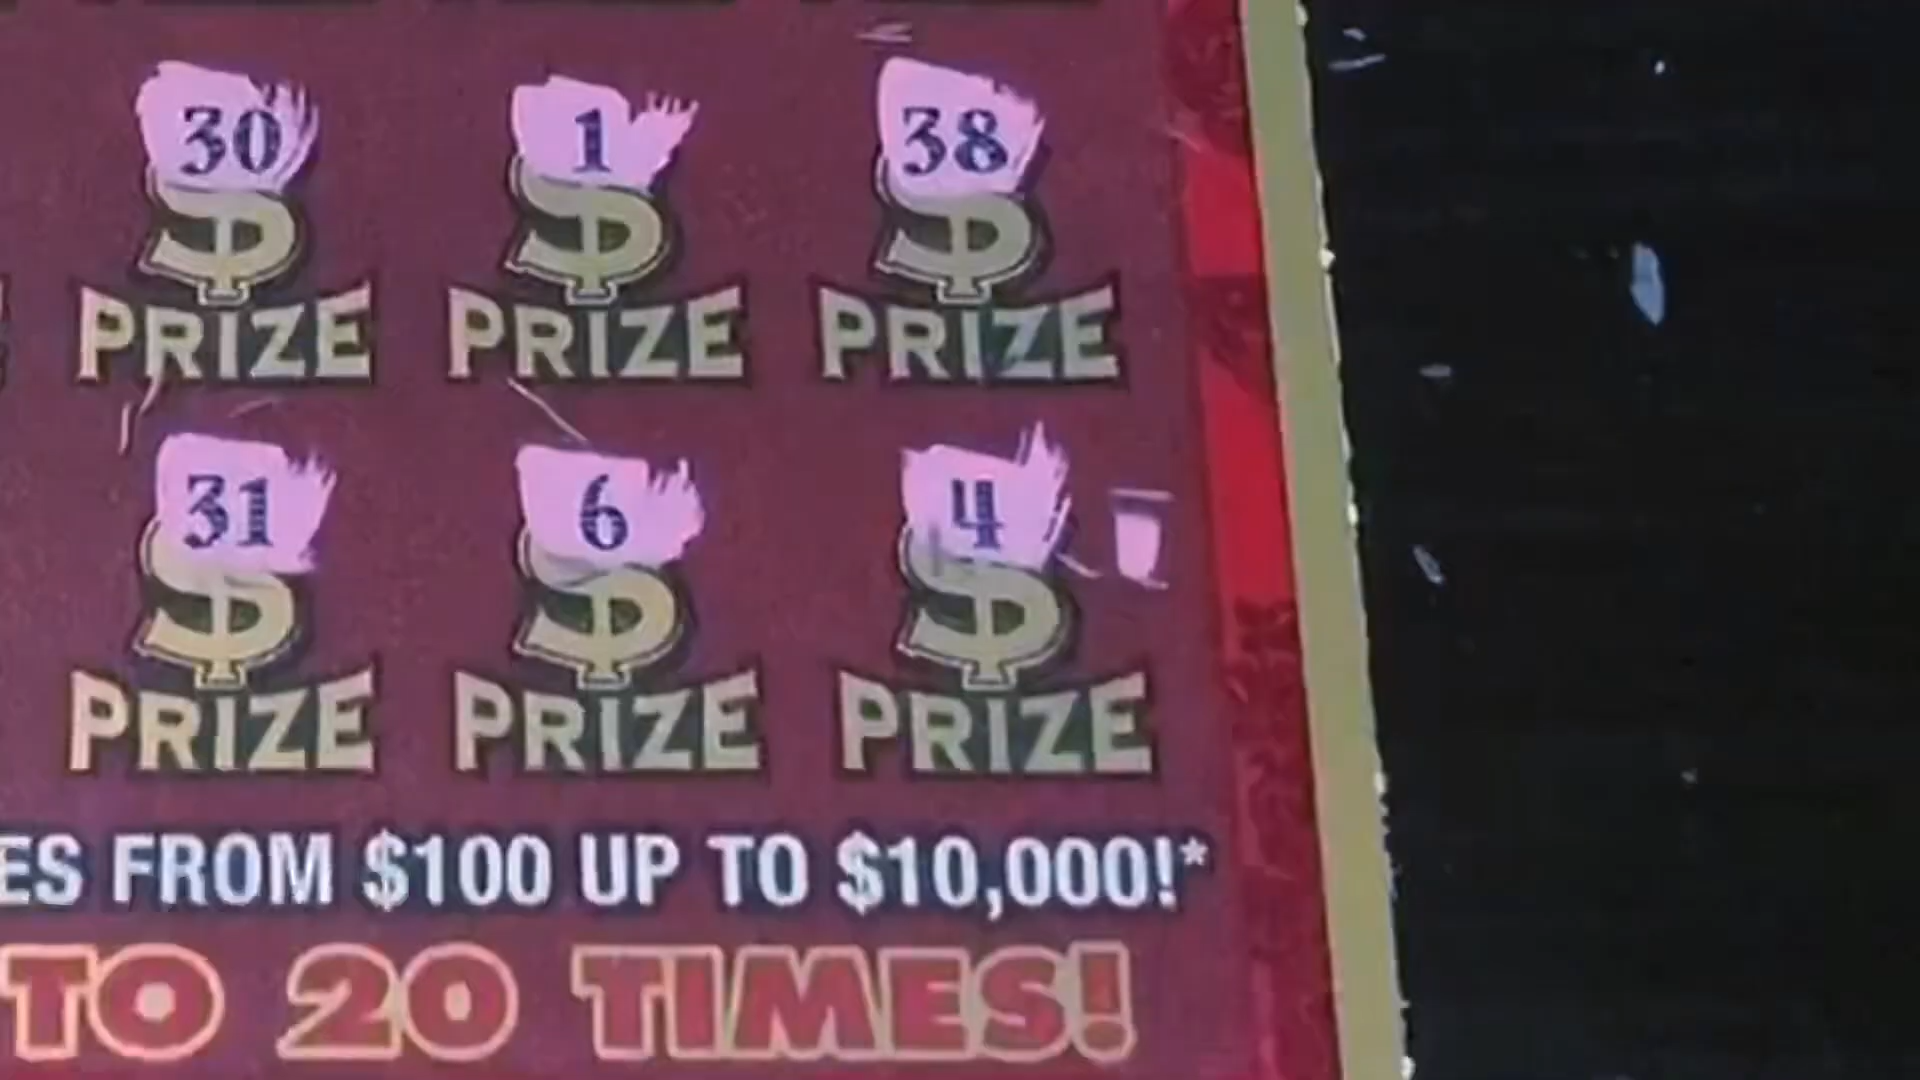 30 1 38
$ $ $
PRIZE PRIZE PRIZE
31 6 4
$ $ $
PRIZE PRIZE PRIZE
ES FROM $100 UP TO $10,000!*
TO 20 TIMES!